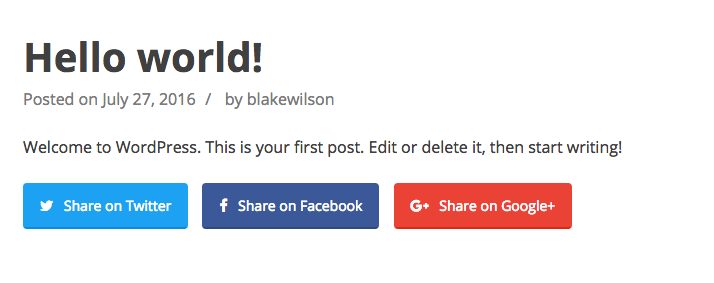 Hello world!
Posted on July 27, 2016 / by blakewilson
Welcome to WordPress. This is your first post. Edit or delete it, then start writing!
Share on Twitter Share on Facebook Share on Google+